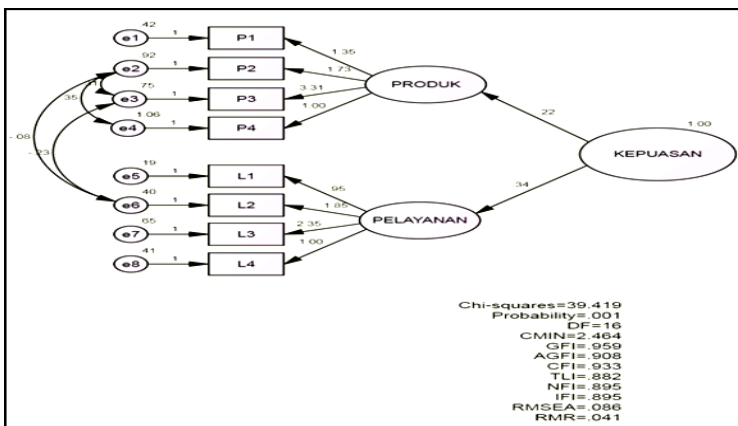 42
e1
1
P1
92
e2
1
P2
75
e3
1
P3
1.06
e4
1
P4
1.35
1.73
3.31
1.00
PRODUK
.35
-.08
-.23
22
1.00
KEPUASAN
34
19
e5
1
L1
40
e6
1
L2
65
e7
1
L3
41
e8
1
L4
95
1.85
2.35
1.00
PELAYANAN
Chi-squares=39.419
Probability=.001
DF=16
CMIN=2.464
GFI=.959
AGFI=.908
CFI=.933
TLI=.882
NFI=.895
IFI=.895
RMSEA=.086
RMR=.041